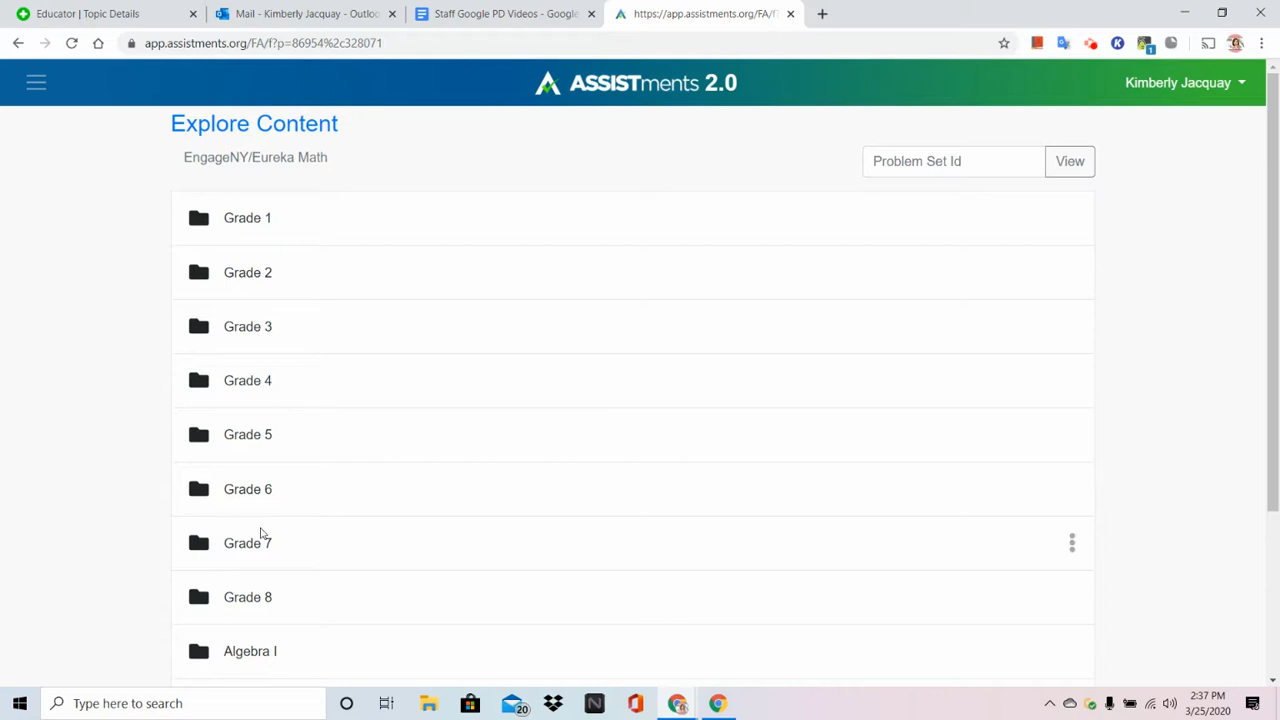 Educator | Topic Details
Mail - Kimberly Jacquay - Outloo
Staff Google PD Videos - Google
https://app.assistments.org/FA/f?
app.assistments.org/FA/f?p=86954%2c328071
K
1
ASSISTments 2.0
Kimberly Jacquay
Explore Content
EngageNY/Eureka Math
Problem Set Id
View
Grade 1
Grade 2
Grade 3
Grade 4
Grade 5
Grade 6
Grade 7
Grade 8
Algebra I
Type here to search
20
N
2:37 PM
3/25/2020